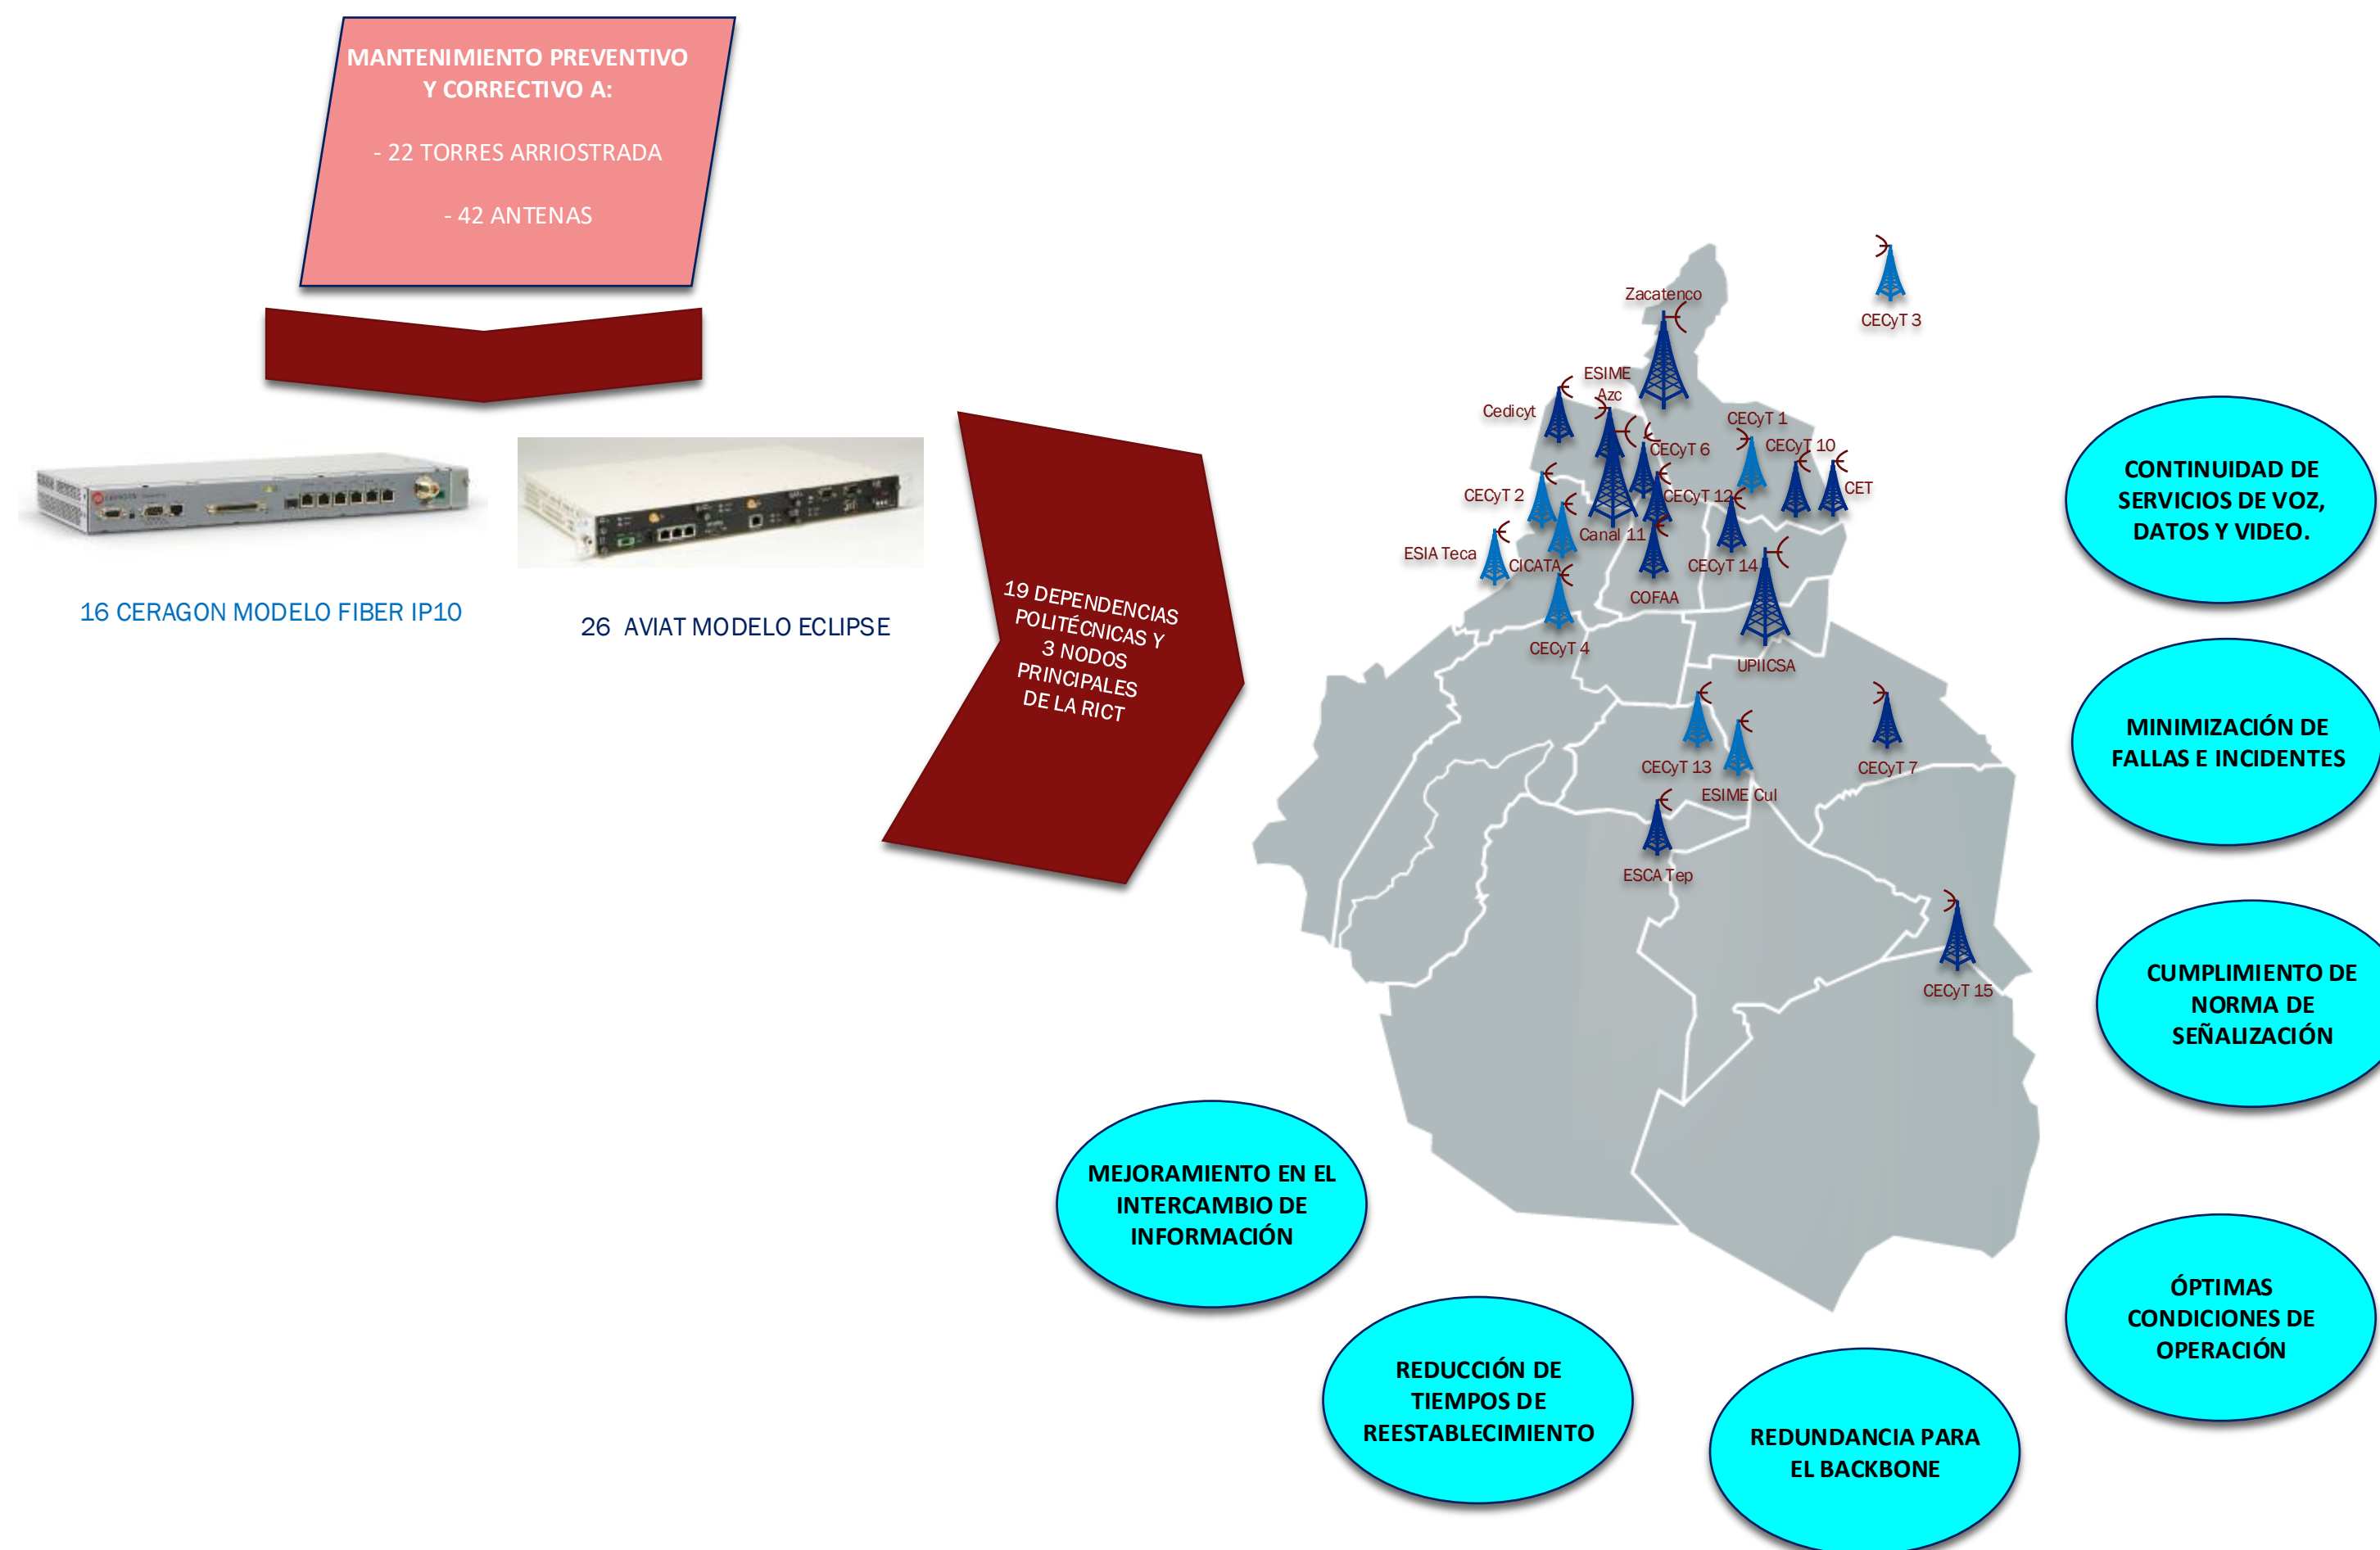 MANTENIMIENTO PREVENTIVO
Y CORRECTIVO A:
- 22 TORRES ARRIOSTRADA
- 42 ANTENAS
16 CERAGON MODELO FIBER IP10
26 AVIAT MODELO ECLIPSE
19 DEPENDENCIAS
POLITÉCNICAS Y
3 NODOS
PRINCIPALES
DE LA RICT
Zacatenco
CECyT 3
ESIME
Azc
Cedicyt
CECyT 1
CECyT 6
CECyT 10
CECyT 2
CECyT 12
CET
Canal 11
ESIA Teca
CICATA
CECyT 14
COFAA
CECyT 4
UPIICSA
CECyT 13
CECyT 7
ESIME Cul
ESCA Tep
CECyT 15
CONTINUIDAD DE
SERVICIOS DE VOZ,
DATOS Y VIDEO.
MINIMIZACIÓN DE
FALLAS E INCIDENTES
CUMPLIMIENTO DE
NORMA DE
SEÑALIZACIÓN
ÓPTIMAS
CONDICIONES DE
OPERACIÓN
REDUNDANCIA PARA
EL BACKBONE
REDUCCIÓN DE
TIEMPOS DE
REESTABLECIMIENTO
MEJORAMIENTO EN EL
INTERCAMBIO DE
INFORMACIÓN